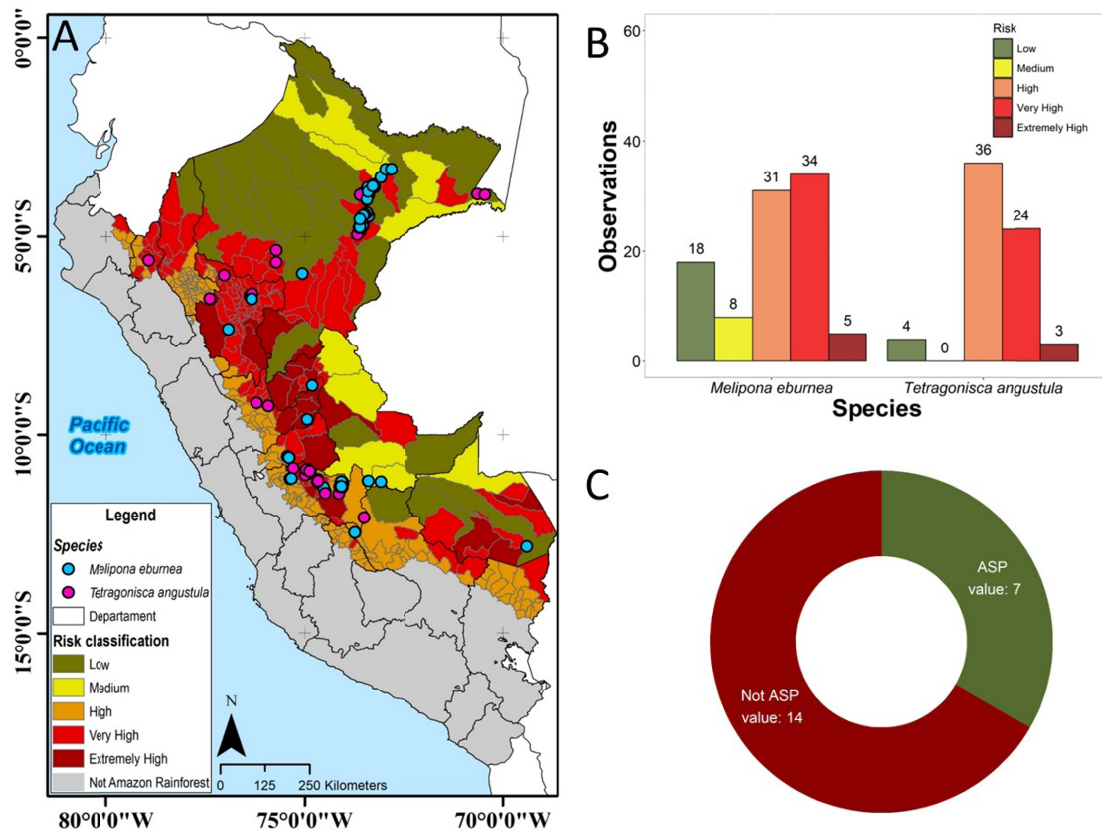 A
0°0'0"
5°0'0"S
10°0'0"S
15°0'0"S
80°0'0"W
75°0'0"W
70°0'0"W
Pacific
Ocean
Legend
Species
Melipona eburnea
Tetragonisca angustula
Departament
Risk classification
Low
Medium
High
Very High
Extremely High
Not Amazon Rainforest
N
0 125 250 Kilometers
B
Observations
60
40
20
0
Risk
Low
Medium
High
Very High
Extremely High
18
8
31
34
5
4
0
36
24
3
Melipona eburnea
Tetragonisca angustula
Species
C
ASP
value: 7
Not ASP
value: 14